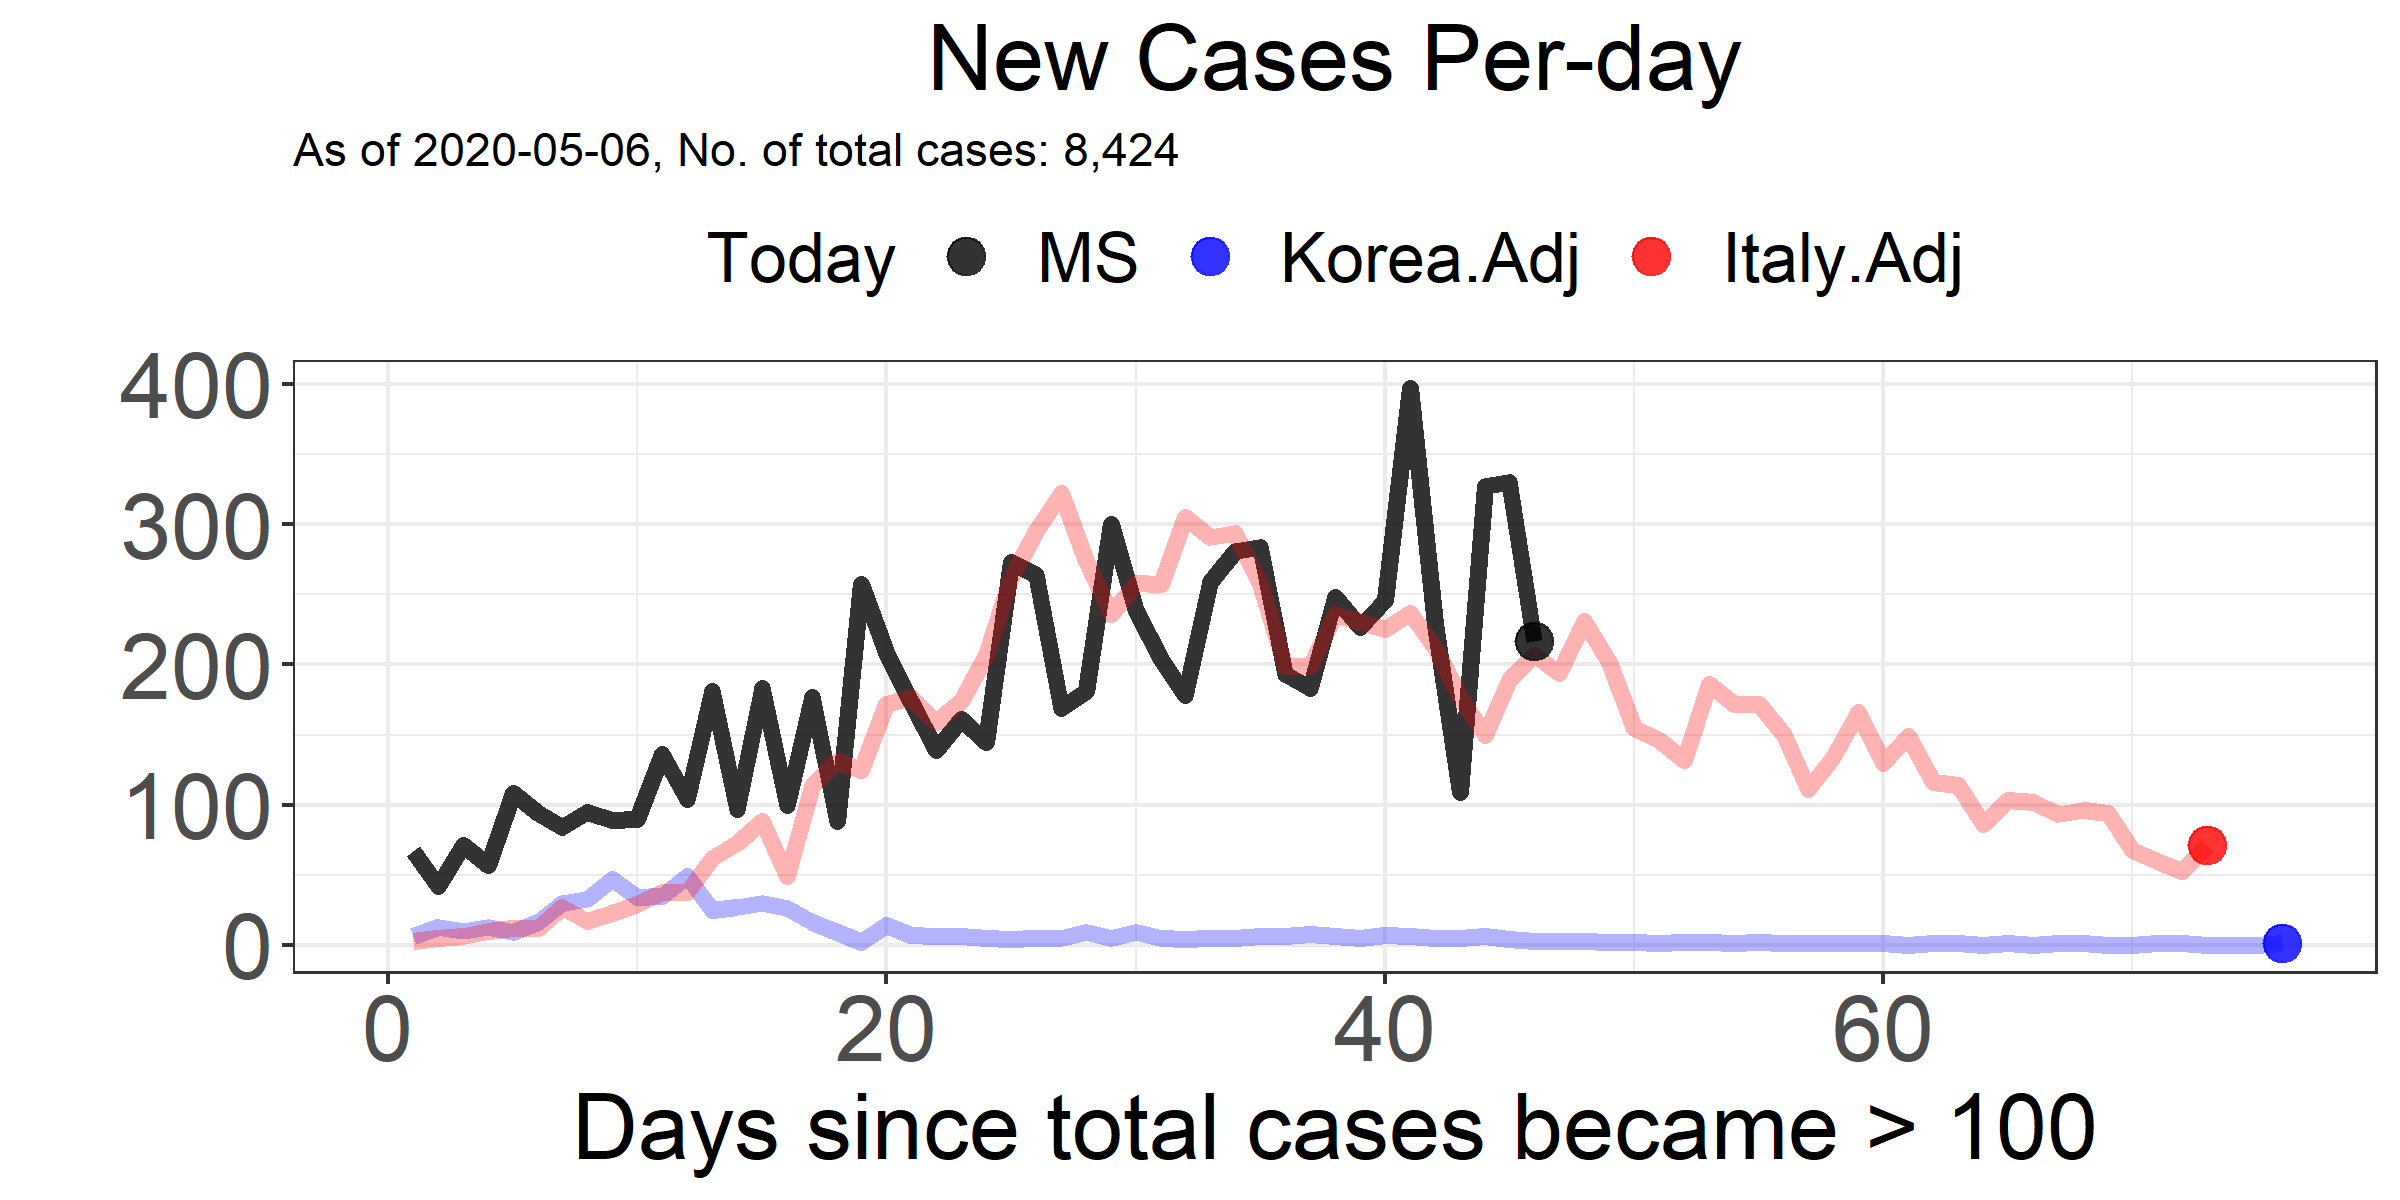 New Cases Per-day
As of 2020-05-06, No. of total cases: 8,424
Today MS Korea.Adj Italy.Adj
400
300
200
100
0
0 20 40 60
Days since total cases became > 100